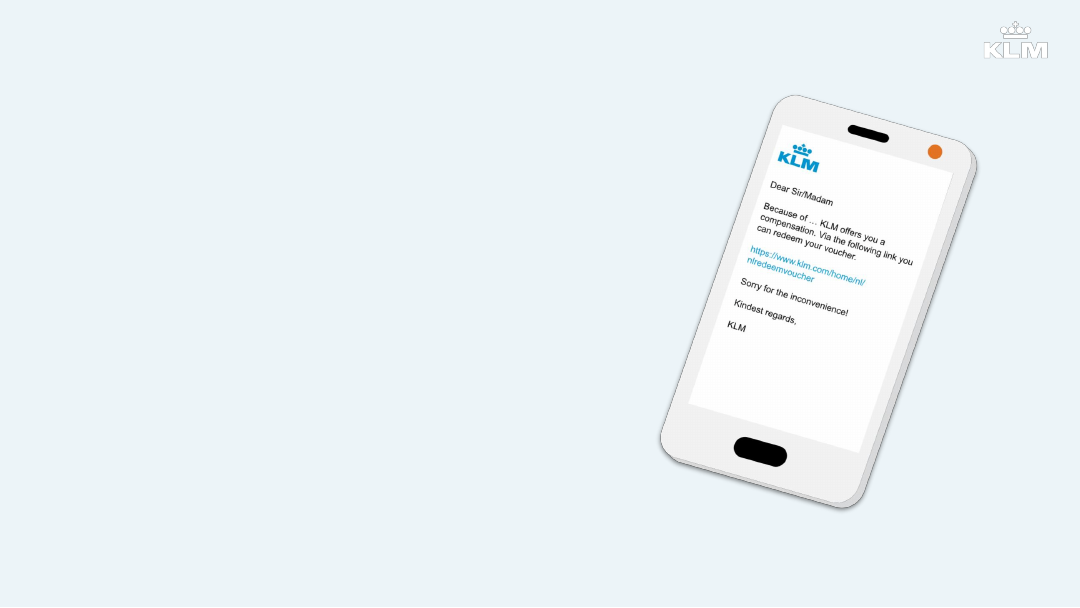 KLM
KLM
Dear Sir/Madam
Because of ... KLM offers you a
compensation. Via the following link you
can redeem your voucher.
https://www.klm.com/home/nl/
nlredeemvoucher
Sorry for the inconvenience!
Kindest regards,
KLM